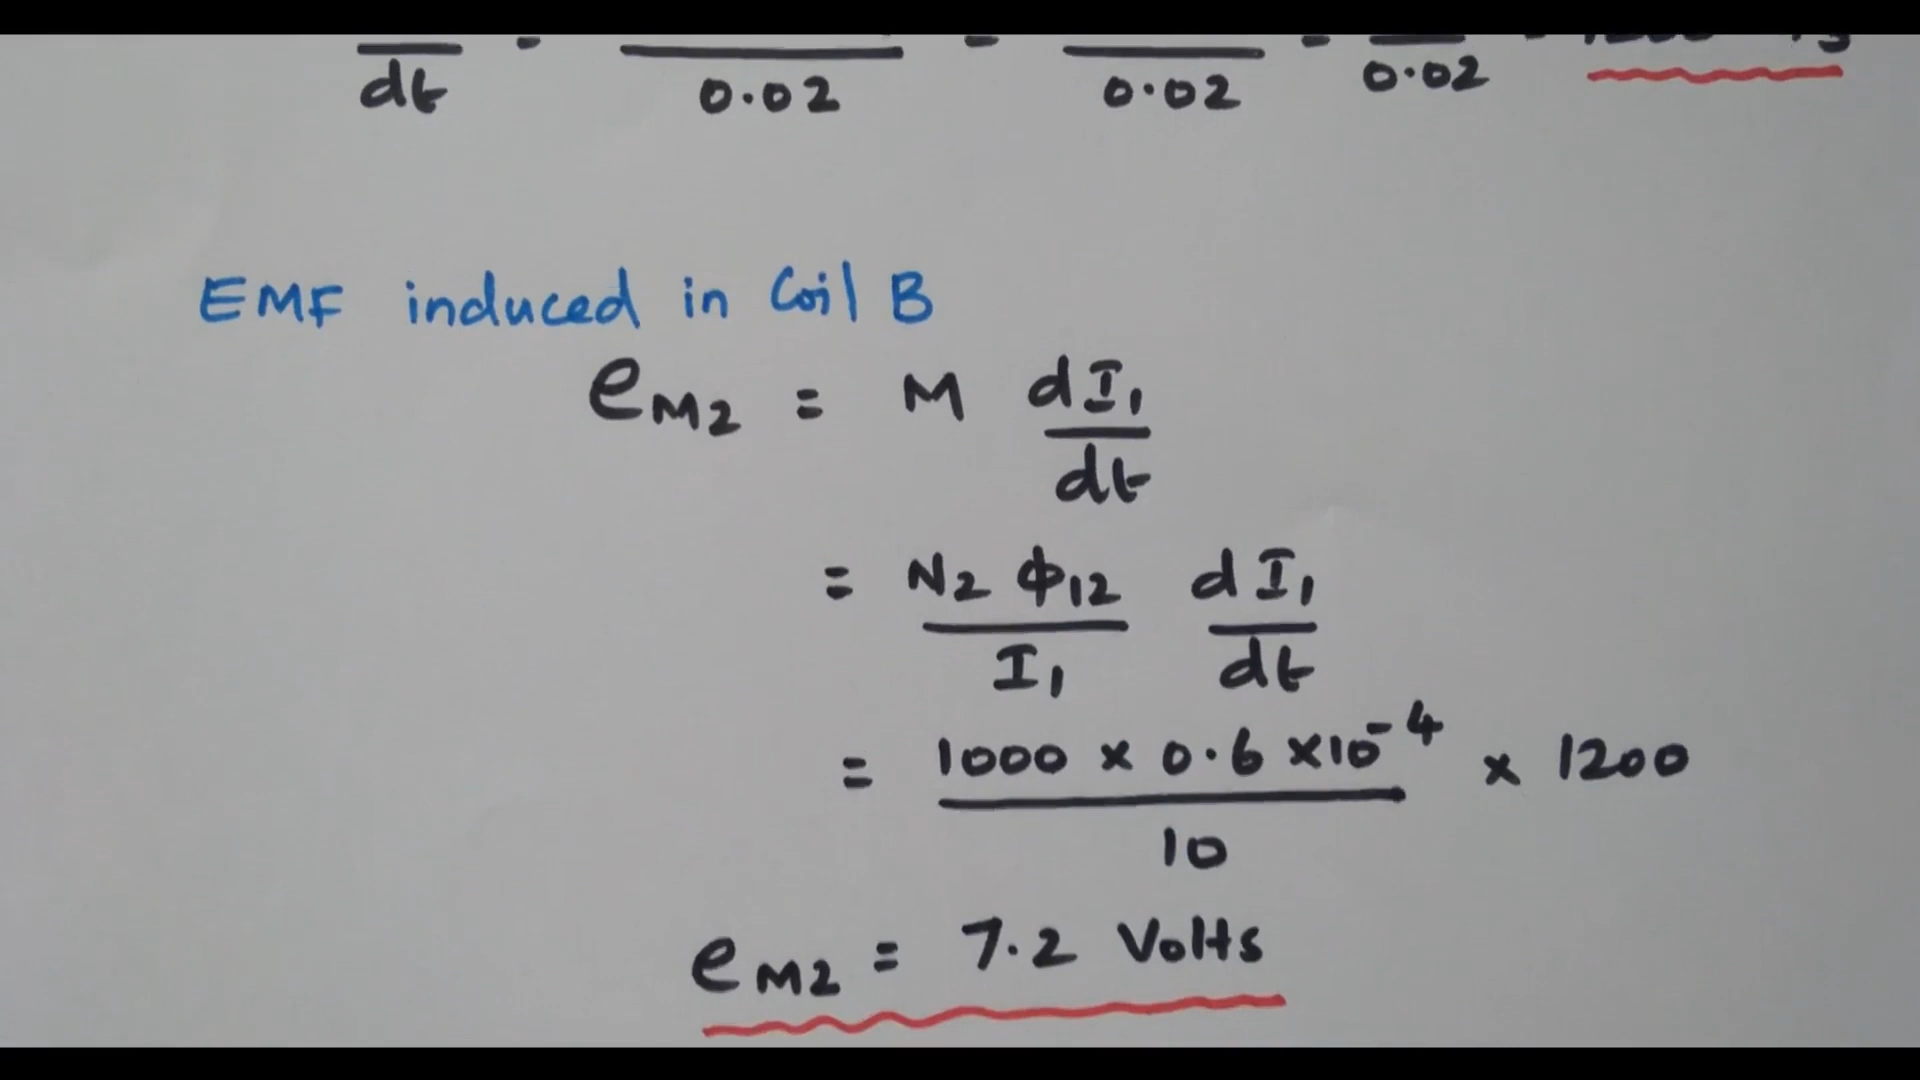 dt 0.02 = 0.02 0.02
EMF induced in Coil B
eM2 = M dI1/dt
= N2 Φ12/I1 dI1/dt
= 1000 × 0.6 ×10^-4/10 × 1200
eM2 = 7.2 Volts